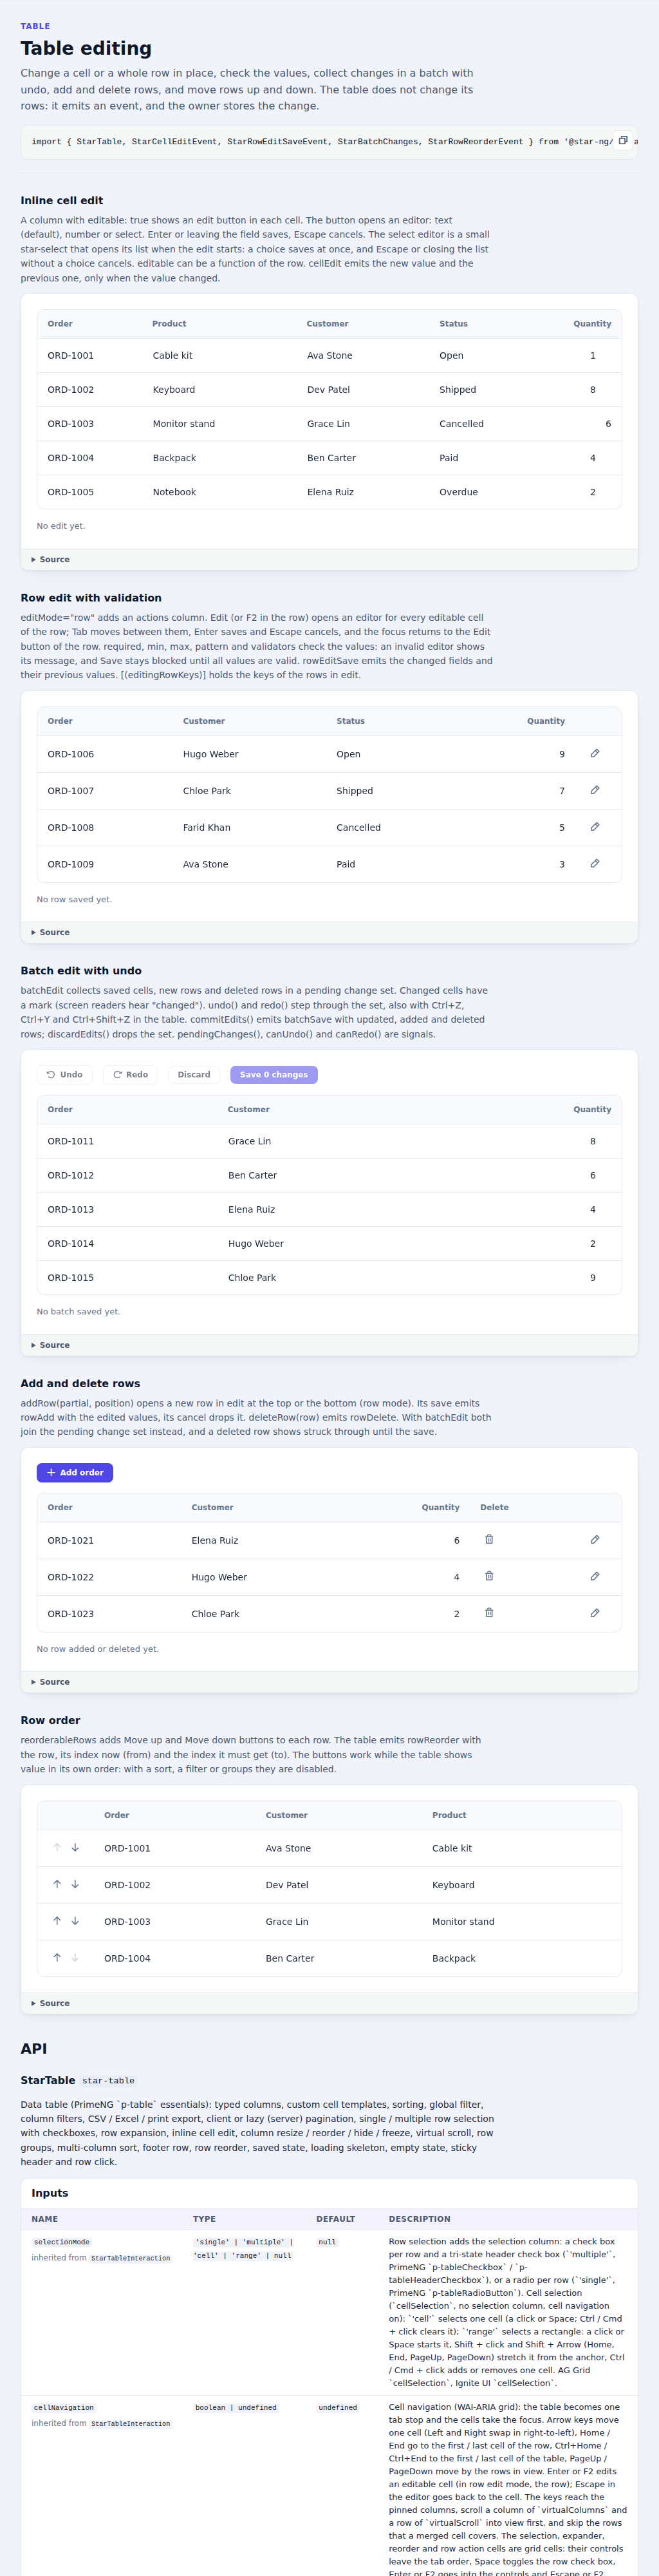 TABLE
Table editing
Change a cell or a whole row in place, check the values, collect changes in a batch with
undo, add and delete rows, and move rows up and down. The table does not change its
rows: it emits an event, and the owner stores the change.
import { StarTable, StarCellEditEvent, StarRowEditSaveEvent, StarBatchChanges, StarRowReorderEvent } from '@star-ng/
Inline cell edit
A column with editable: true shows an edit button in each cell. The button opens an editor: text
(default), number or select. Enter or leaving the field saves, Escape cancels. The select editor is a small
star-select that opens its list when the edit starts: a choice saves at once, and Escape or closing the list
without a choice cancels. editable can be a function of the row. cellEdit emits the new value and the
previous one, only when the value changed.
Order Product Customer Status Quantity
ORD-1001 Cable kit Ava Stone Open 1
ORD-1002 Keyboard Dev Patel Shipped 8
ORD-1003 Monitor stand Grace Lin Cancelled 6
ORD-1004 Backpack Ben Carter Paid 4
ORD-1005 Notebook Elena Ruiz Overdue 2
No edit yet.
Source
Row edit with validation
editMode="row" adds an actions column. Edit (or F2 in the row) opens an editor for every editable cell
of the row; Tab moves between them, Enter saves and Escape cancels, and the focus returns to the Edit
button of the row. required, min, max, pattern and validators check the values: an invalid editor shows
its message, and Save stays blocked until all values are valid. rowEditSave emits the changed fields and
their previous values. [(editingRowKeys)] holds the keys of the rows in edit.
Order Customer Status Quantity
ORD-1006 Hugo Weber Open 9
ORD-1007 Chloe Park Shipped 7
ORD-1008 Farid Khan Cancelled 5
ORD-1009 Ava Stone Paid 3
No row saved yet.
Source
Batch edit with undo
batchEdit collects saved cells, new rows and deleted rows in a pending change set. Changed cells have
a mark (screen readers hear "changed"). undo() and redo() step through the set, also with Ctrl+Z,
Ctrl+Y and Ctrl+Shift+Z in the table. commitEdits() emits batchSave with updated, added and deleted
rows; discardEdits() drops the set. pendingChanges(), canUndo() and canRedo() are signals.
Undo Redo Discard Save 0 changes
Order Customer Quantity
ORD-1011 Grace Lin 8
ORD-1012 Ben Carter 6
ORD-1013 Elena Ruiz 4
ORD-1014 Hugo Weber 2
ORD-1015 Chloe Park 9
No batch saved yet.
Source
Add and delete rows
addRow(partial, position) opens a new row in edit at the top or the bottom (row mode). Its save emits
rowAdd with the edited values, its cancel drops it. deleteRow(row) emits rowDelete. With batchEdit both
join the pending change set instead, and a deleted row shows struck through until the save.
Add order
Order Customer Quantity Delete
ORD-1021 Elena Ruiz 6
ORD-1022 Hugo Weber 4
ORD-1023 Chloe Park 2
No row added or deleted yet.
Source
Row order
reorderableRows adds Move up and Move down buttons to each row. The table emits rowReorder with
the row, its index now (from) and the index it must get (to). The buttons work while the table shows
value in its own order: with a sort, a filter or groups they are disabled.
Order Customer Product
ORD-1001 Ava Stone Cable kit
ORD-1002 Dev Patel Keyboard
ORD-1003 Grace Lin Monitor stand
ORD-1004 Ben Carter Backpack
Source
API
StarTable star-table
Data table (PrimeNG `p-table` essentials): typed columns, custom cell templates, sorting, global filter,
column filters, CSV / Excel / print export, client or lazy (server) pagination, single / multiple row selection
with checkboxes, row expansion, inline cell edit, column resize / reorder / hide / freeze, virtual scroll, row
groups, multi-column sort, footer row, row reorder, saved state, loading skeleton, empty state, sticky
header and row click.
Inputs
NAME TYPE DEFAULT DESCRIPTION
selectionMode 'single' | 'multiple' | null Row selection adds the selection column: a check box
inherited from StarTableInteraction 'cell' | 'range' | null per row and a tri-state header check box (`'multiple'`,
PrimeNG `p-tableCheckbox` / `p-
tableHeaderCheckbox`), or a radio per row (`'single'`,
PrimeNG `p-tableRadioButton`). Cell selection
(`cellSelection`, no selection column, cell navigation
on): `'cell'` selects one cell (a click or Space; Ctrl / Cmd
+ click clears it); `'range'` selects a rectangle: a click or
Space starts it, Shift + click and Shift + Arrow (Home,
End, PageUp, PageDown) stretch it from the anchor, Ctrl
/ Cmd + click adds or removes one cell. AG Grid
`cellSelection`, Ignite UI `cellSelection`.
cellNavigation boolean | undefined undefined Cell navigation (WAI-ARIA grid): the table becomes one
inherited from StarTableInteraction tab stop and the cells take the focus. Arrow keys move
one cell (Left and Right swap in right-to-left), Home /
End go to the first / last cell of the row, Ctrl+Home /
Ctrl+End to the first / last cell of the table, PageUp /
PageDown move by the rows in view. Enter or F2 edits
an editable cell (in row edit mode, the row); Escape in
the editor goes back to the cell. The keys reach the
pinned columns, scroll a column of `virtualColumns` and
a row of `virtualScroll` into view first, and skip the rows
that a merged cell covers. The selection, expander,
reorder and row action cells are grid cells: their controls
leave the tab order, Space toggles the row check box,
Enter or F2 goes into the controls and Escape or F2